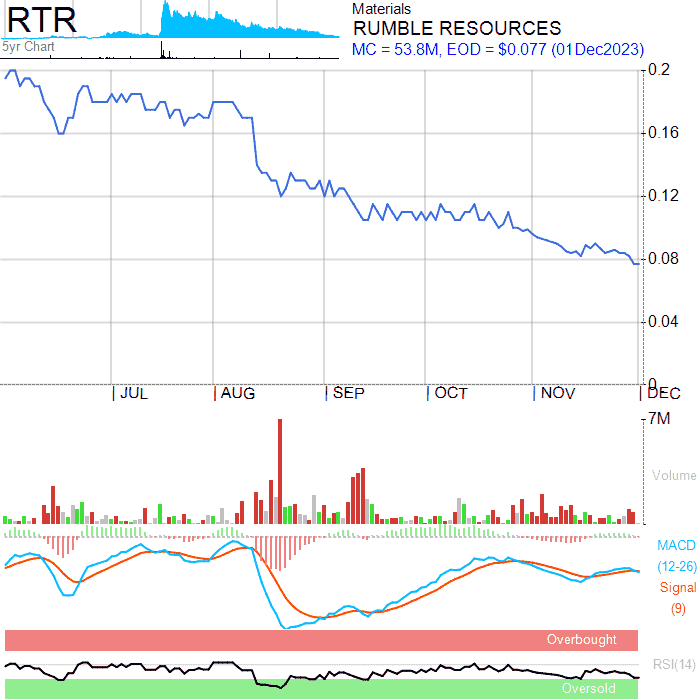 RTR
5yr Chart
Materials
RUMBLE RESOURCES
MC = 53.8M, EOD = $0.077 (01Dec2023)
0.2
0.16
0.12
0.08
0.04
0
JUL AUG SEP OCT NOV DEC
7M
Volume
MACD
(12-26)
Signal
(9)
Overbought
RSI(14)
Oversold